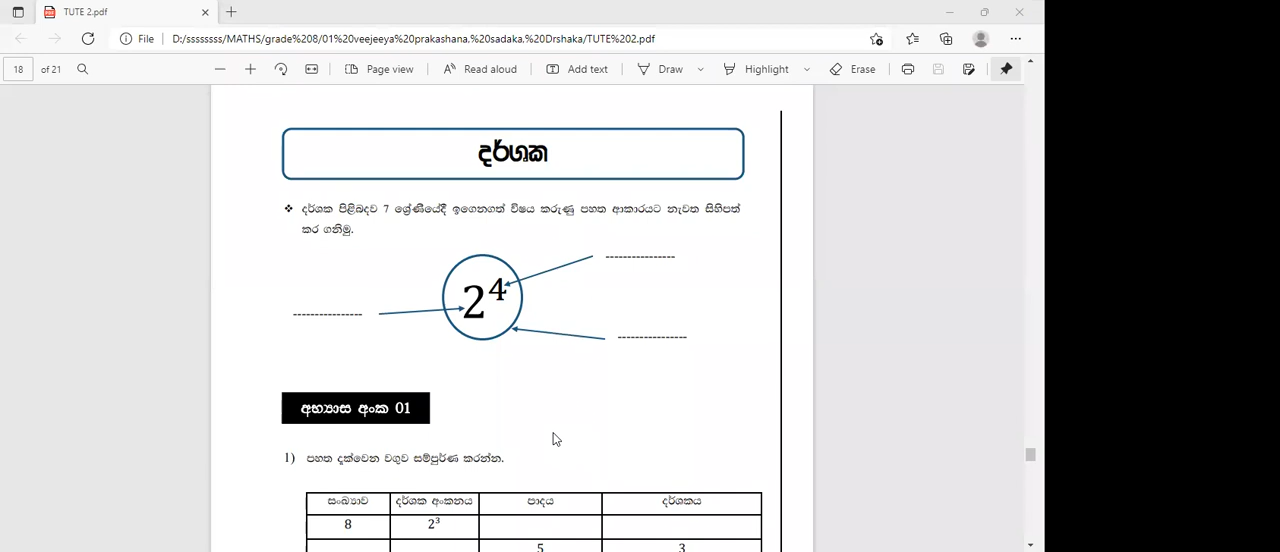 TUTE 2.pdf
File D:/ssssssss/MATHS/grade%208/01%20veejeeya%20prakashana.%20sadaka.%20Drshaka/TUTE%202.pdf
18 of 21 Page view Read aloud Add text Draw Highlight Erase
දර්ශක
❖ දර්ශක පිළිබදව 7 ශ්‍රේණියේදී ඉගෙනගත් විෂය කරුණු පහත ආකාරයට නැවත සිහිපත්
කර ගනිමු.
---------------
2⁴
---------------
---------------
අභ්‍යාස අංක 01
1) පහත දැක්වෙන වගුව සම්පුර්ණ කරන්න.
සංඛ්‍යාව දර්ශක අංකනය පාදය දර්ශකය
8 2³
5 3